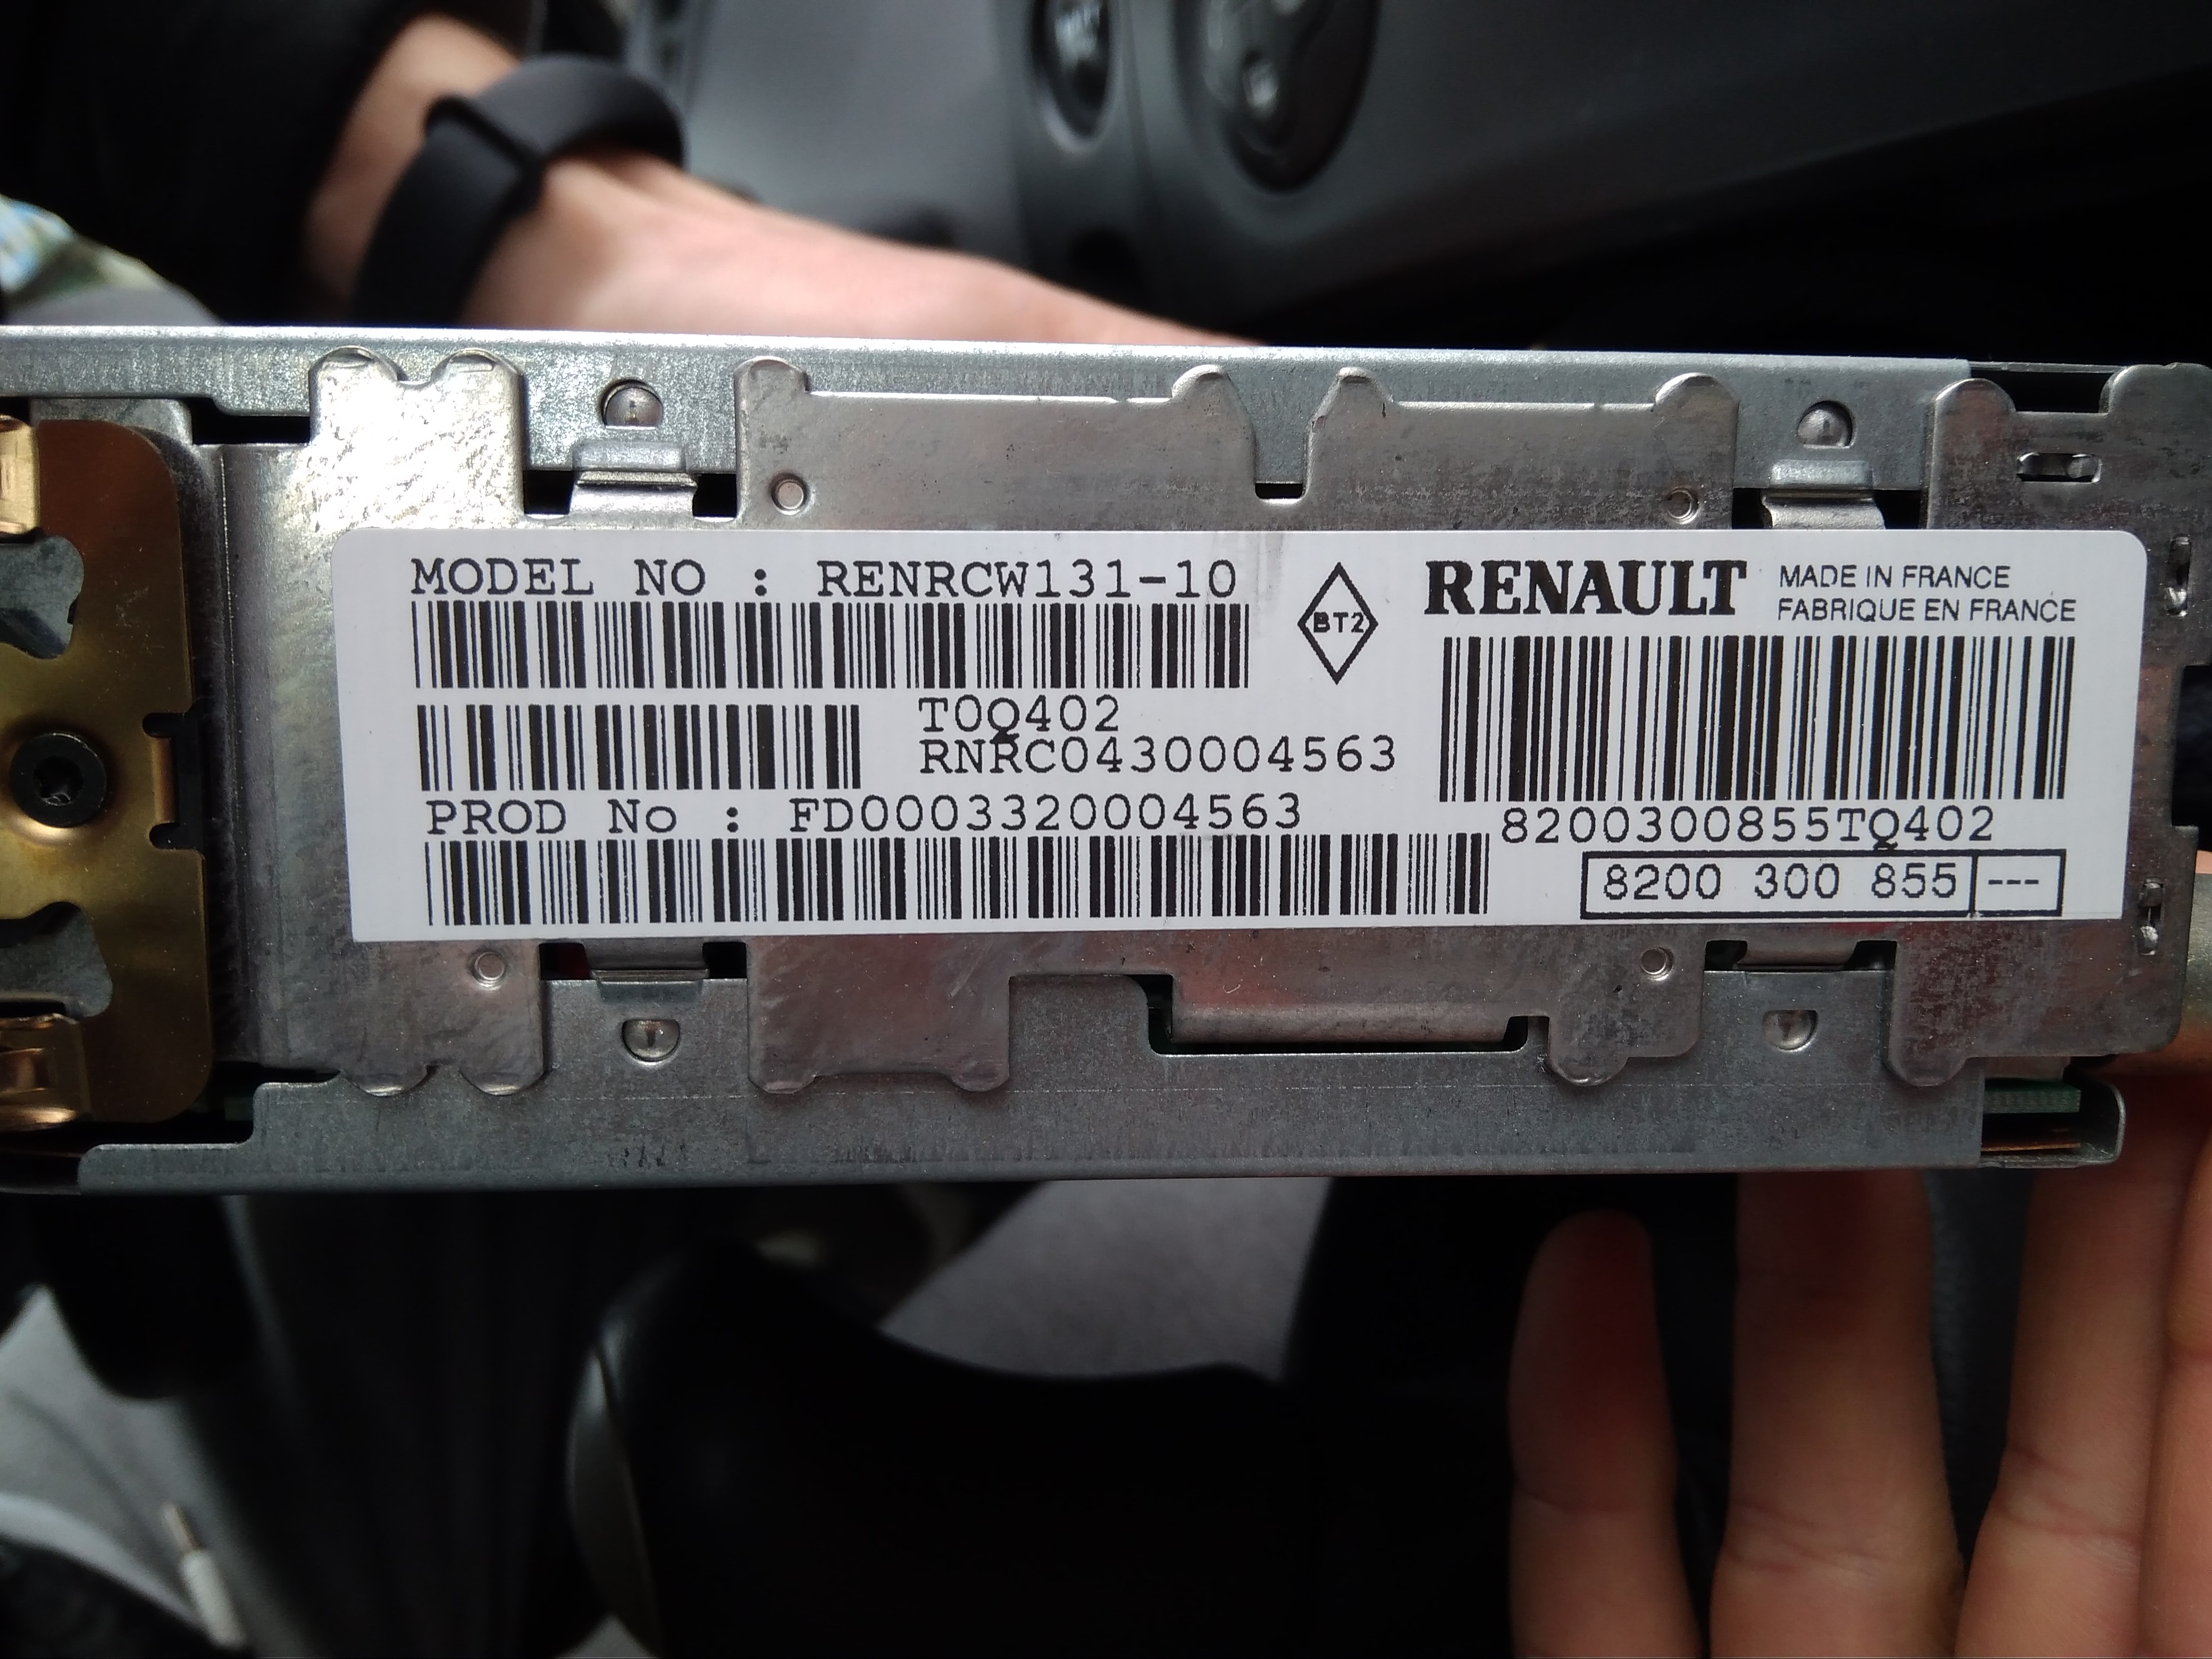 MODEL NO : RENRCW131-10
BT2
RENAULT
MADE IN FRANCE
FABRIQUE EN FRANCE
T0Q402
RNRC0430004563
PROD No : FD0003320004563
8200300855TQ402
8200 300 855 ---